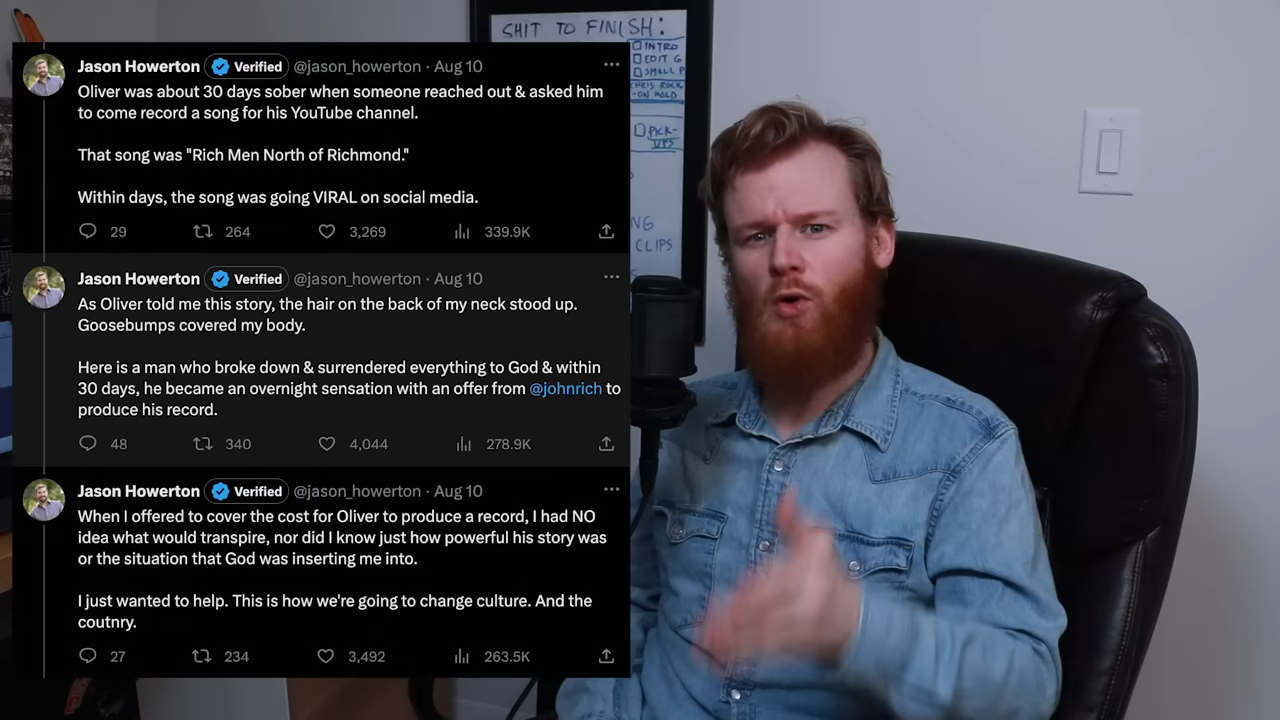 SHIT TO FINISH:
INTRO
EDIT G
SMALL P
CHRIS ROCK
-ON HOLD
PICK-
UPS
NG
CLIPS
Jason Howerton Verified @jason_howerton · Aug 10
Oliver was about 30 days sober when someone reached out & asked him
to come record a song for his YouTube channel.
That song was "Rich Men North of Richmond."
Within days, the song was going VIRAL on social media.
29 264 3,269 339.9K
Jason Howerton Verified @jason_howerton · Aug 10
As Oliver told me this story, the hair on the back of my neck stood up.
Goosebumps covered my body.
Here is a man who broke down & surrendered everything to God & within
30 days, he became an overnight sensation with an offer from @johnrich to
produce his record.
48 340 4,044 278.9K
Jason Howerton Verified @jason_howerton · Aug 10
When I offered to cover the cost for Oliver to produce a record, I had NO
idea what would transpire, nor did I know just how powerful his story was
or the situation that God was inserting me into.
I just wanted to help. This is how we're going to change culture. And the
coutnry.
27 234 3,492 263.5K